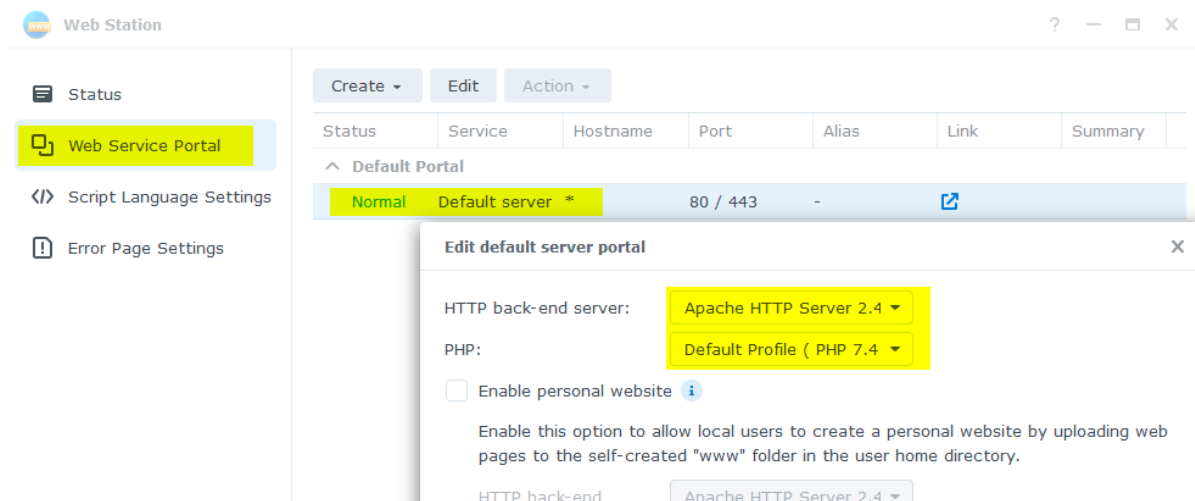 www Web Station ?
Status
Web Service Portal
Script Language Settings
Error Page Settings
Create Edit Action
Status Service Hostname Port Alias Link Summary
Default Portal
Normal Default server * 80 / 443 -
Edit default server portal
HTTP back-end server: Apache HTTP Server 2.4
PHP: Default Profile ( PHP 7.4
Enable personal website i
Enable this option to allow local users to create a personal website by uploading web
pages to the self-created "www" folder in the user home directory.
HTTP back-end Apache HTTP Server 2.4